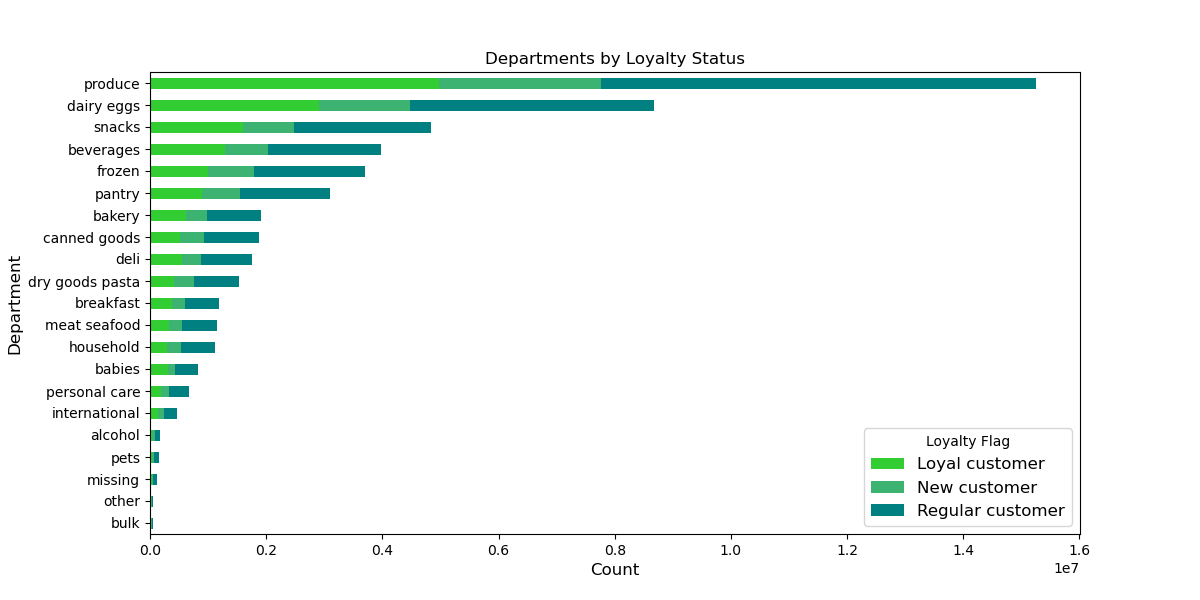 Departments by Loyalty Status
Department
produce
dairy eggs
snacks
beverages
frozen
pantry
bakery
canned goods
deli
dry goods pasta
breakfast
meat seafood
household
babies
personal care
international
alcohol
pets
missing
other
bulk
Loyalty Flag
Loyal customer
New customer
Regular customer
0.0 0.2 0.4 0.6 0.8 1.0 1.2 1.4 1.6
1e7
Count